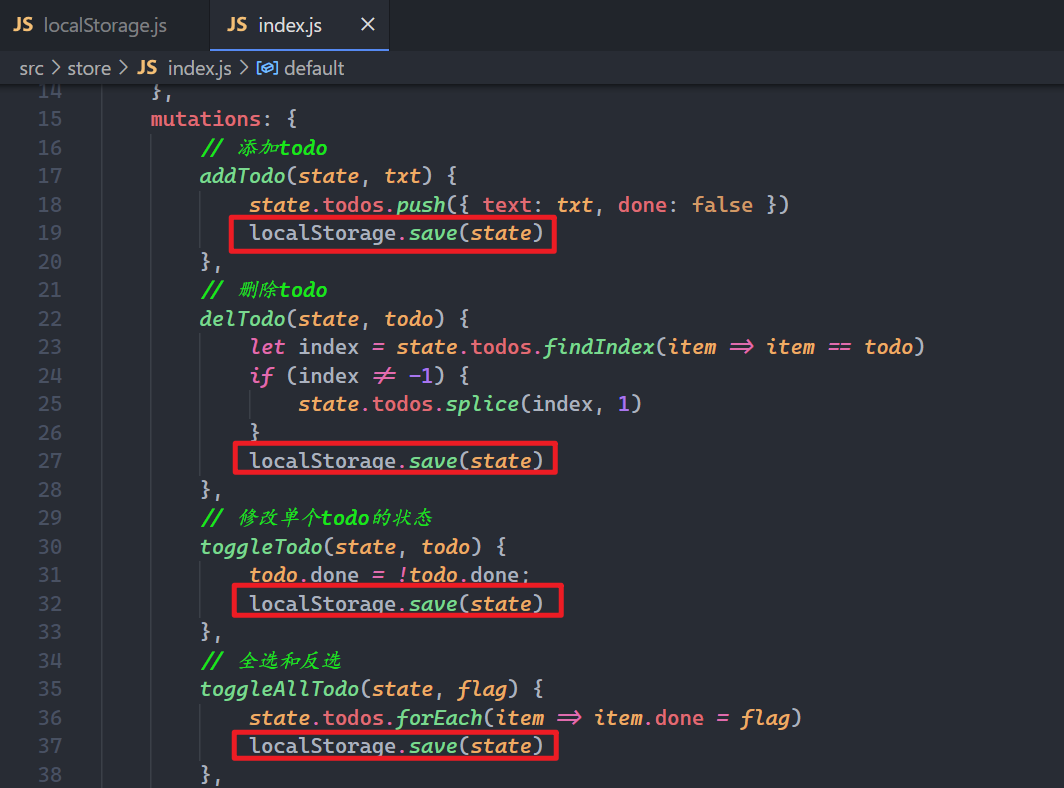 JS localStorage.js JS index.js ×
src > store > JS index.js > default
14 },
15 mutations: {
16 // 添加todo
17 addTodo(state, txt) {
18 state.todos.push({ text: txt, done: false })
19 localStorage.save(state)
20 },
21 // 删除todo
22 delTodo(state, todo) {
23 let index = state.todos.findIndex(item => item == todo)
24 if (index != -1) {
25 state.todos.splice(index, 1)
26 }
27 localStorage.save(state)
28 },
29 // 修改单个todo的状态
30 toggleTodo(state, todo) {
31 todo.done = !todo.done;
32 localStorage.save(state)
33 },
34 // 全选和反选
35 toggleAllTodo(state, flag) {
36 state.todos.forEach(item => item.done = flag)
37 localStorage.save(state)
38 },